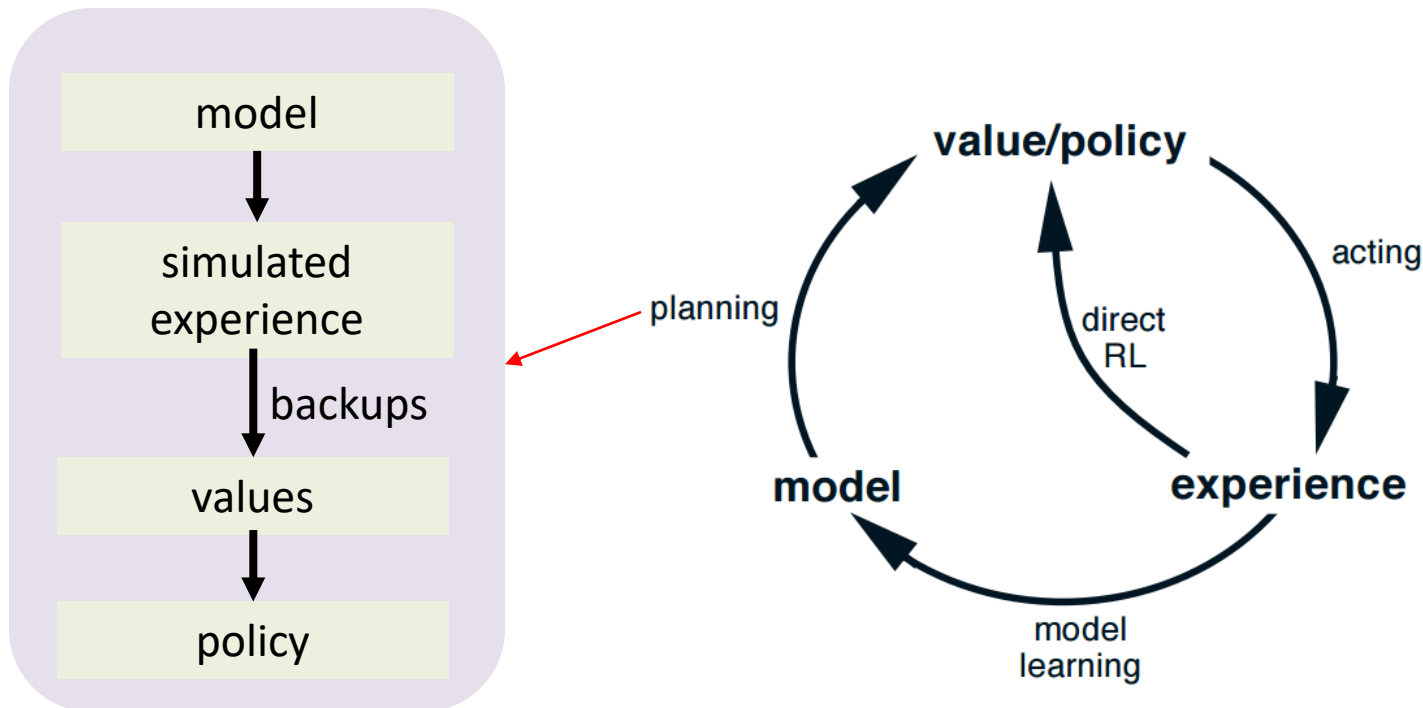 model
simulated
experience
backups
values
policy
value/policy
acting
planning
direct
RL
model
experience
model
learning